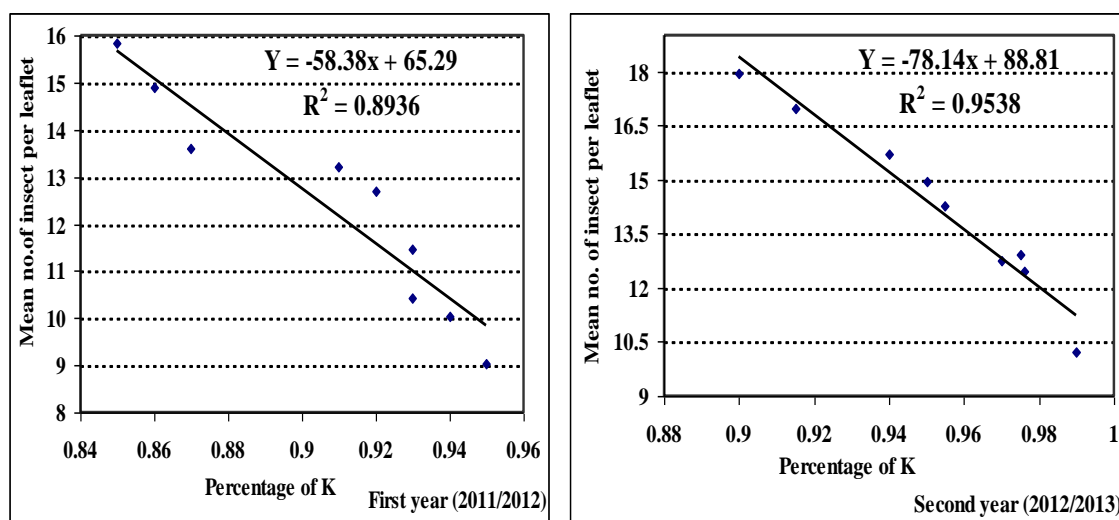 Mean no.of insect per leaflet
16
15
14
13
12
11
10
9
8
Y = -58.38x + 65.29
R² = 0.8936
0.84 0.86 0.88 0.9 0.92 0.94 0.96
Percentage of K
First year (2011/2012)
Mean no. of insect per leaflet
18
16.5
15
13.5
12
10.5
9
Y = -78.14x + 88.81
R² = 0.9538
0.88 0.9 0.92 0.94 0.96 0.98 1
Percentage of K
Second year (2012/2013)